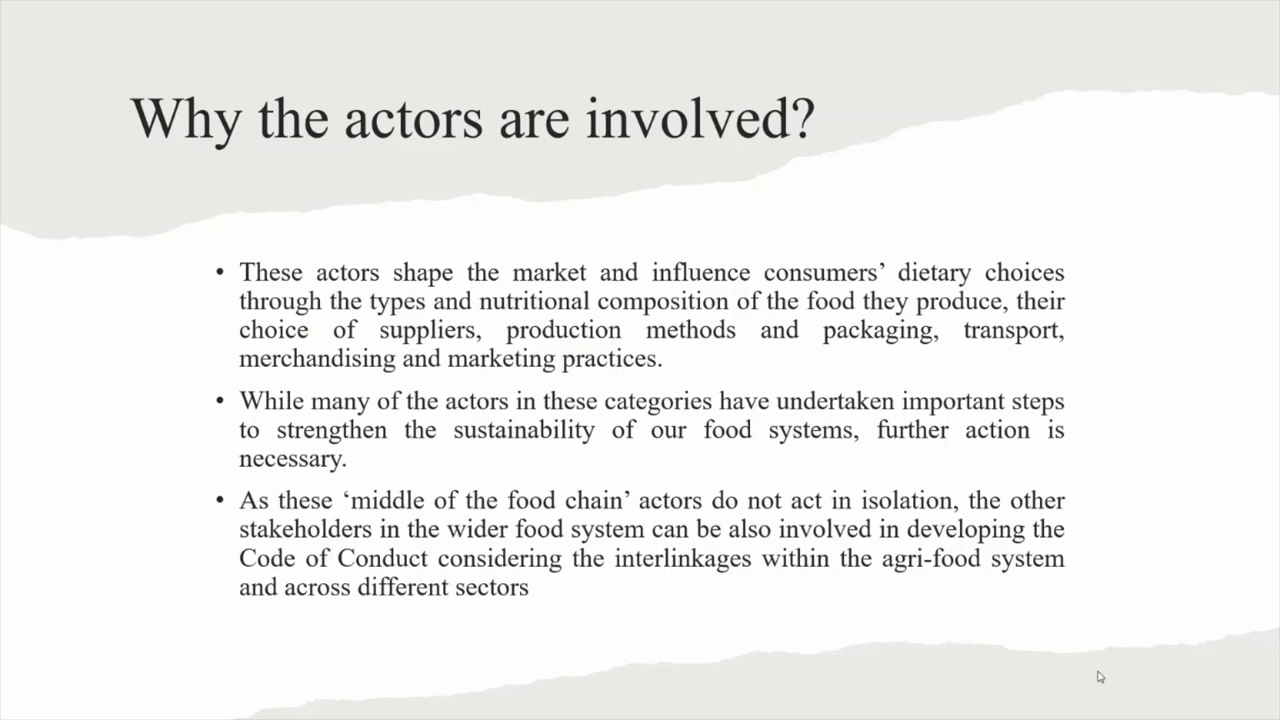 Why the actors are involved?
• These actors shape the market and influence consumers’ dietary choices
through the types and nutritional composition of the food they produce, their
choice of suppliers, production methods and packaging, transport,
merchandising and marketing practices.
• While many of the actors in these categories have undertaken important steps
to strengthen the sustainability of our food systems, further action is
necessary.
• As these ‘middle of the food chain’ actors do not act in isolation, the other
stakeholders in the wider food system can be also involved in developing the
Code of Conduct considering the interlinkages within the agri-food system
and across different sectors